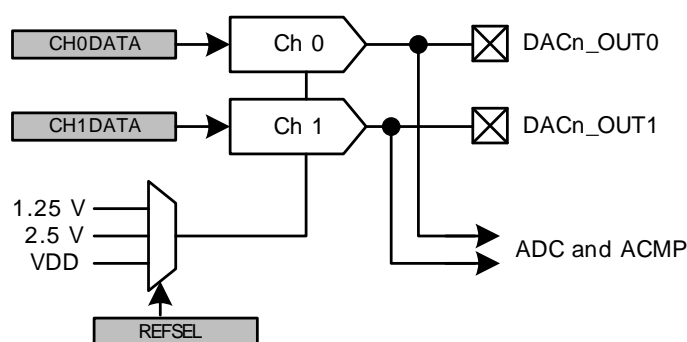 CH0DATA
Ch 0
DACn_OUT0
CH1DATA
Ch 1
DACn_OUT1
1.25 V
2.5 V
VDD
ADC and ACMP
REFSEL